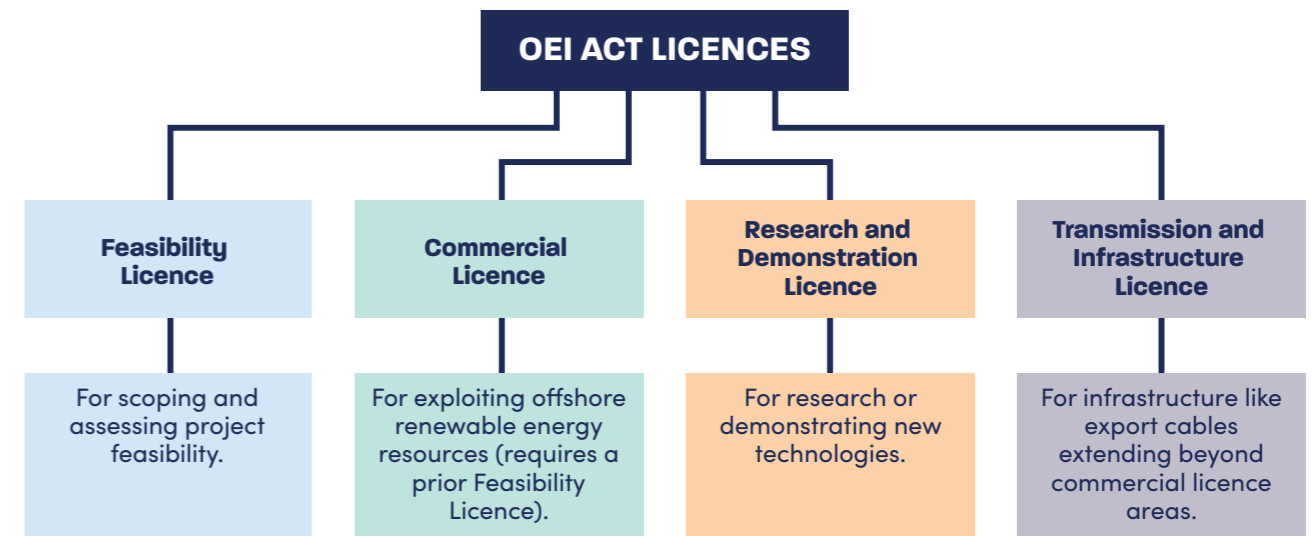 OEI ACT LICENCES
Feasibility
Licence
For scoping and
assessing project
feasibility.
Commercial
Licence
For exploiting offshore
renewable energy
resources (requires a
prior Feasibility
Licence).
Research and
Demonstration
Licence
For research or
demonstrating new
technologies.
Transmission and
Infrastructure
Licence
For infrastructure like
export cables
extending beyond
commercial licence
areas.